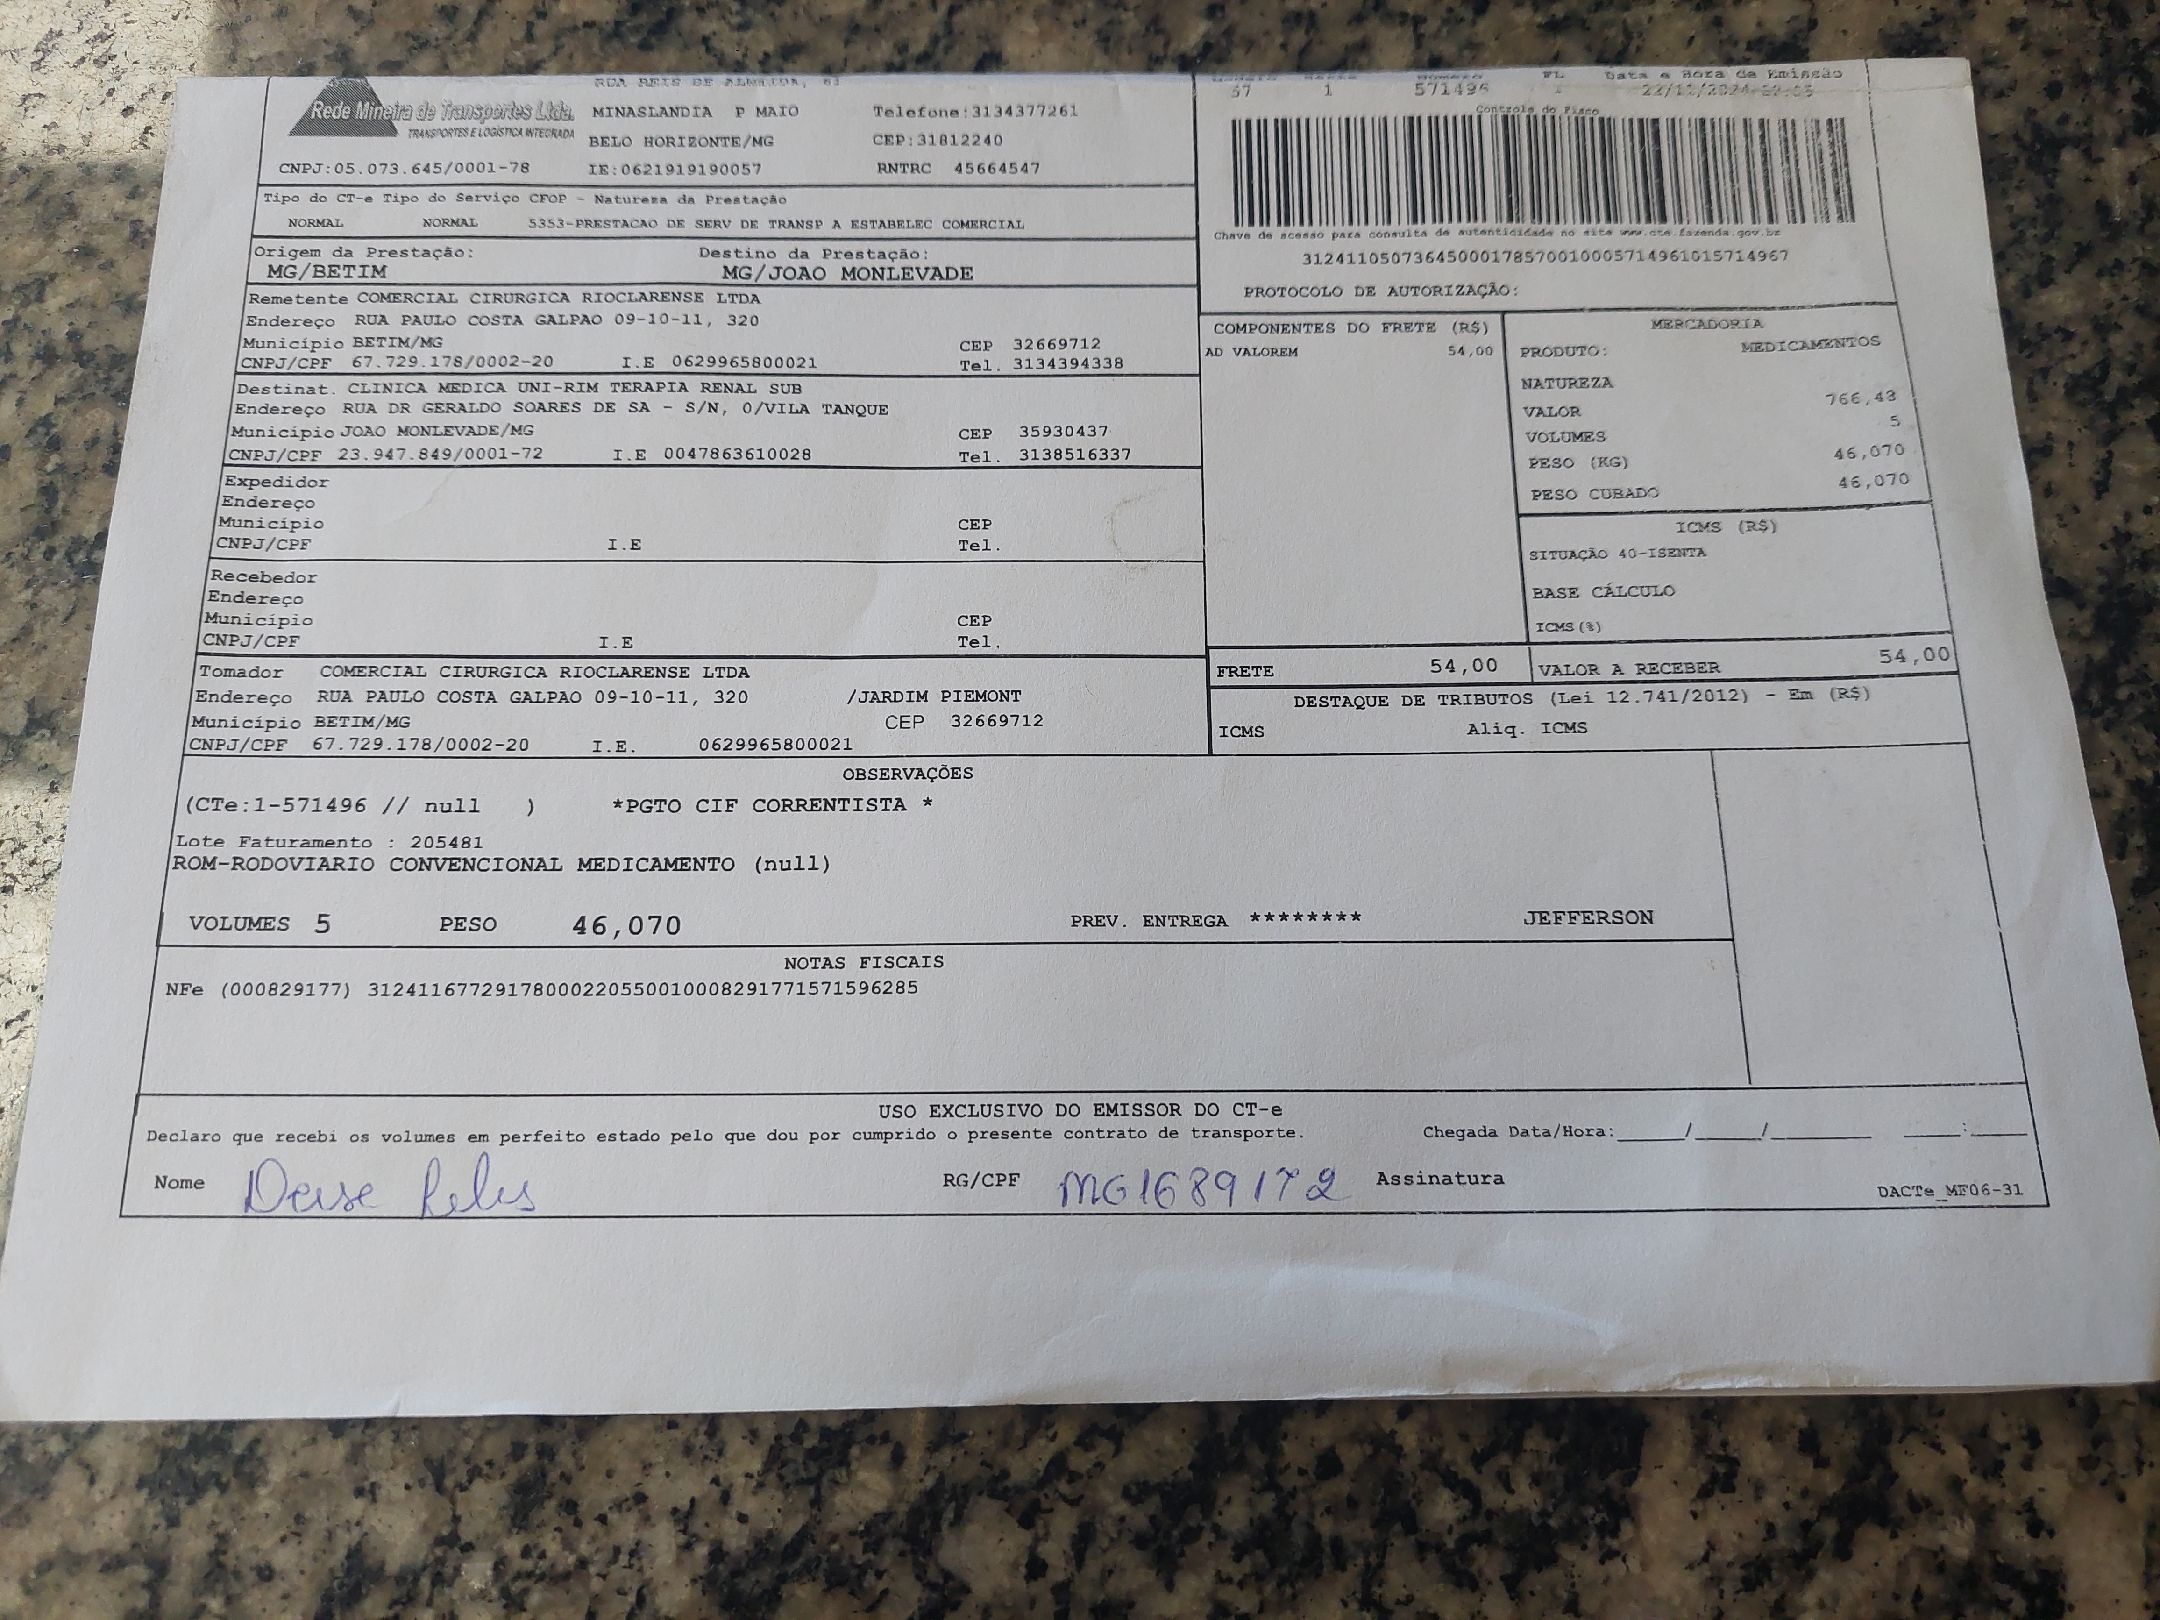 RUA REIS DE ALMEIDA, 61
Rede Mineira de Transportes Ltda.
TRANSPORTES E LOGÍSTICA INTEGRADA
MINASLANDIA P MAIO Telefone:3134377261
BELO HORIZONTE/MG CEP:31812240
CNPJ:05.073.645/0001-78 IE:0621919190057 RNTRC 45664547
Tipo do CT-e Tipo do Serviço CFOP - Natureza da Prestação
NORMAL NORMAL 5353-PRESTACAO DE SERV DE TRANSP A ESTABELEC COMERCIAL
Origem da Prestação: Destino da Prestação:
MG/BETIM MG/JOAO MONLEVADE
Remetente COMERCIAL CIRURGICA RIOCLARENSE LTDA
Endereço RUA PAULO COSTA GALPAO 09-10-11, 320
Município BETIM/MG CEP 32669712
CNPJ/CPF 67.729.178/0002-20 I.E 0629965800021 Tel. 3134394338
Destinat. CLINICA MEDICA UNI-RIM TERAPIA RENAL SUB
Endereço RUA DR GERALDO SOARES DE SA - S/N, 0/VILA TANQUE
Município JOAO MONLEVADE/MG CEP 35930437
CNPJ/CPF 23.947.849/0001-72 I.E 0047863610028 Tel. 3138516337
Expedidor
Endereço
Município CEP
CNPJ/CPF I.E Tel.
Recebedor
Endereço
Município CEP
CNPJ/CPF I.E Tel.
Tomador COMERCIAL CIRURGICA RIOCLARENSE LTDA
Endereço RUA PAULO COSTA GALPAO 09-10-11, 320 /JARDIM PIEMONT
Município BETIM/MG CEP 32669712
CNPJ/CPF 67.729.178/0002-20 I.E. 0629965800021
FL Data e Hora de Emissão
57 1 571496 1 22/11/2024
Controle do Fisco
Chave de acesso para consulta de autenticidade no site www.cte.fazenda.gov.br
31241105073645000178570010005714961015714967
PROTOCOLO DE AUTORIZAÇÃO:
COMPONENTES DO FRETE (R$)
AD VALOREM 54,00
MERCADORIA
PRODUTO: MEDICAMENTOS
NATUREZA
VALOR 766,43
VOLUMES 5
PESO (KG) 46,070
PESO CUBADO 46,070
ICMS (R$)
SITUAÇÃO 40-ISENTA
BASE CÁLCULO
ICMS(%)
FRETE 54,00 VALOR A RECEBER 54,00
DESTAQUE DE TRIBUTOS (Lei 12.741/2012) - Em (R$)
ICMS Aliq. ICMS
OBSERVAÇÕES
(CTe:1-571496 // null ) *PGTO CIF CORRENTISTA *
Lote Faturamento : 205481
ROM-RODOVIARIO CONVENCIONAL MEDICAMENTO (null)
VOLUMES 5 PESO 46,070 PREV. ENTREGA ******** JEFFERSON
NOTAS FISCAIS
NFe (000829177) 31241167729178000220550010008291771571596285
USO EXCLUSIVO DO EMISSOR DO CT-e
Declaro que recebi os volumes em perfeito estado pelo que dou por cumprido o presente contrato de transporte. Chegada Data/Hora:_____/_____/_______ ____:____
Nome Deise Teles RG/CPF MG1689172 Assinatura
DACTe_MF06-31